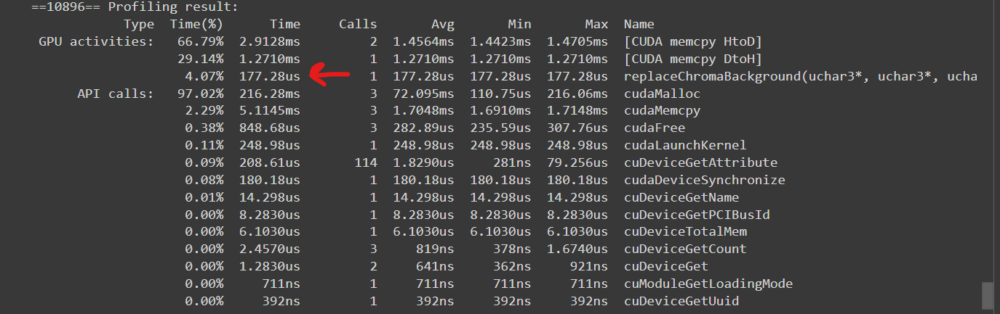 ==10896== Profiling result:
Type Time(%) Time Calls Avg Min Max Name
GPU activities: 66.79% 2.9128ms 2 1.4564ms 1.4423ms 1.4705ms [CUDA memcpy HtoD]
29.14% 1.2710ms 1 1.2710ms 1.2710ms 1.2710ms [CUDA memcpy DtoH]
4.07% 177.28us 1 177.28us 177.28us 177.28us replaceChromaBackground(uchar3*, uchar3*, ucha
API calls: 97.02% 216.28ms 3 72.095ms 110.75us 216.06ms cudaMalloc
2.29% 5.1145ms 3 1.7048ms 1.6910ms 1.7148ms cudaMemcpy
0.38% 848.68us 3 282.89us 235.59us 307.76us cudaFree
0.11% 248.98us 1 248.98us 248.98us 248.98us cudaLaunchKernel
0.09% 208.61us 114 1.8290us 281ns 79.256us cuDeviceGetAttribute
0.08% 180.18us 1 180.18us 180.18us 180.18us cudaDeviceSynchronize
0.01% 14.298us 1 14.298us 14.298us 14.298us cuDeviceGetName
0.00% 8.2830us 1 8.2830us 8.2830us 8.2830us cuDeviceGetPCIBusId
0.00% 6.1030us 1 6.1030us 6.1030us 6.1030us cuDeviceTotalMem
0.00% 2.4570us 3 819ns 378ns 1.6740us cuDeviceGetCount
0.00% 1.2830us 2 641ns 362ns 921ns cuDeviceGet
0.00% 711ns 1 711ns 711ns 711ns cuModuleGetLoadingMode
0.00% 392ns 1 392ns 392ns 392ns cuDeviceGetUuid